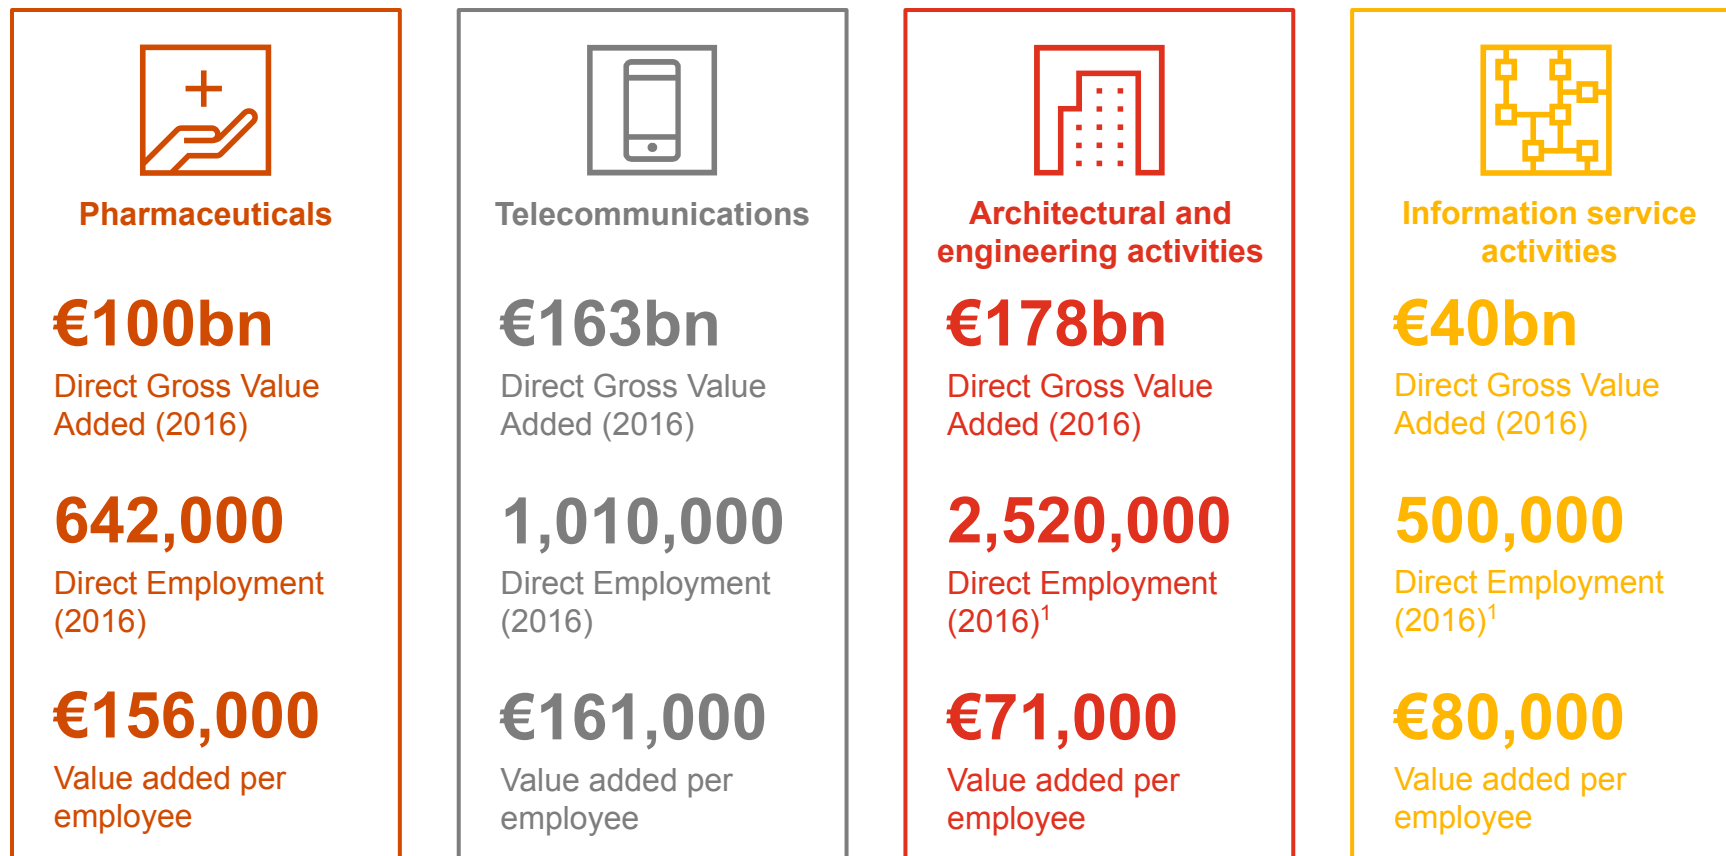 Pharmaceuticals
€100bn
Direct Gross Value
Added (2016)
642,000
Direct Employment
(2016)
€156,000
Value added per
employee
Telecommunications
€163bn
Direct Gross Value
Added (2016)
1,010,000
Direct Employment
(2016)
€161,000
Value added per
employee
Architectural and
engineering activities
€178bn
Direct Gross Value
Added (2016)
2,520,000
Direct Employment
(2016)¹
€71,000
Value added per
employee
Information service
activities
€40bn
Direct Gross Value
Added (2016)
500,000
Direct Employment
(2016)¹
€80,000
Value added per
employee